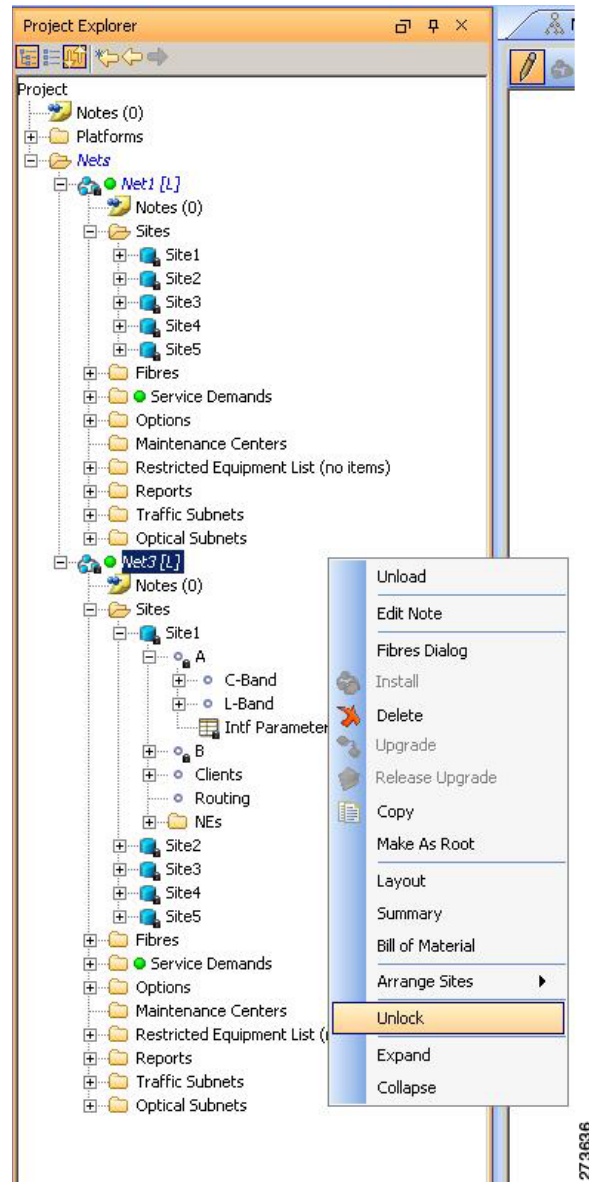 Project Explorer
Project
Notes (0)
Platforms
Nets
Net1 [L]
Notes (0)
Sites
Site1
Site2
Site3
Site4
Site5
Fibres
Service Demands
Options
Maintenance Centers
Restricted Equipment List (no items)
Reports
Traffic Subnets
Optical Subnets
Net3 [L]
Notes (0)
Sites
Site1
A
C-Band
L-Band
Intf Parameter
B
Clients
Routing
NEs
Site2
Site3
Site4
Site5
Fibres
Service Demands
Options
Maintenance Centers
Restricted Equipment List (
Reports
Traffic Subnets
Optical Subnets
Unload
Edit Note
Fibres Dialog
Install
Delete
Upgrade
Release Upgrade
Copy
Make As Root
Layout
Summary
Bill of Material
Arrange Sites
Unlock
Expand
Collapse
273636